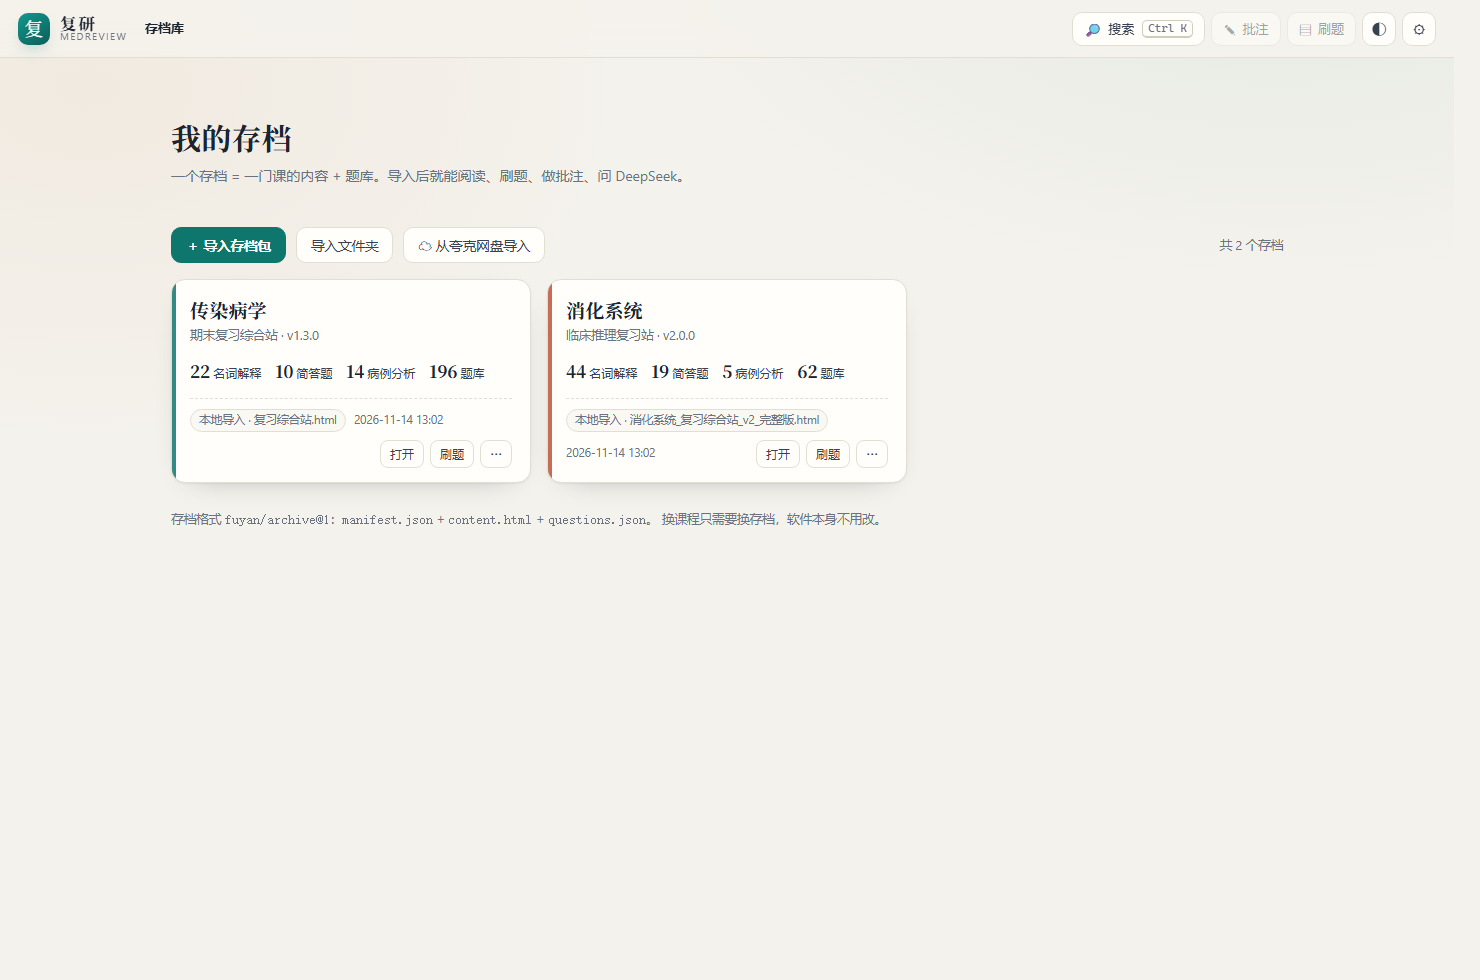 复 复研
MEDREVIEW
存档库
搜索 Ctrl K
批注
刷题
我的存档
一个存档 = 一门课的内容 + 题库。导入后就能阅读、刷题、做批注、问 DeepSeek。
+ 导入存档包
导入文件夹
从夸克网盘导入
共 2 个存档
传染病学
期末复习综合站 · v1.3.0
22 名词解释 10 简答题 14 病例分析 196 题库
本地导入 · 复习综合站.html 2026-11-14 13:02
打开 刷题 ···
消化系统
临床推理复习站 · v2.0.0
44 名词解释 19 简答题 5 病例分析 62 题库
本地导入 · 消化系统_复习综合站_v2_完整版.html
2026-11-14 13:02 打开 刷题 ···
存档格式 fuyan/archive@1: manifest.json + content.html + questions.json。 换课程只需要换存档，软件本身不用改。